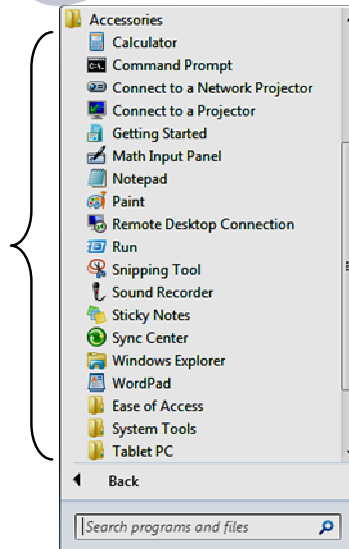 Accessories
Calculator
Command Prompt
Connect to a Network Projector
Connect to a Projector
Getting Started
Math Input Panel
Notepad
Paint
Remote Desktop Connection
Run
Snipping Tool
Sound Recorder
Sticky Notes
Sync Center
Windows Explorer
WordPad
Ease of Access
System Tools
Tablet PC
Back
Search programs and files